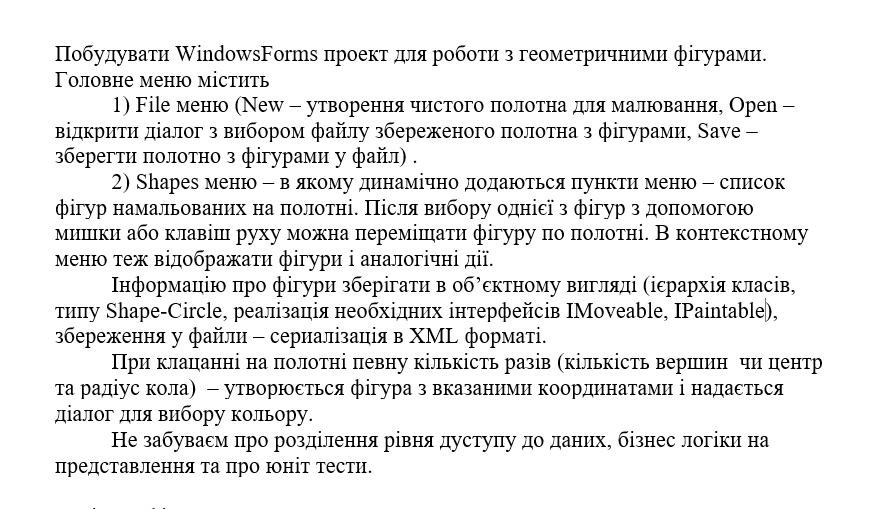 Побудувати WindowsForms проект для роботи з геометричними фігурами.
Головне меню містить
1) File меню (New – утворення чистого полотна для малювання, Open –
відкрити діалог з вибором файлу збереженого полотна з фігурами, Save –
зберегти полотно з фігурами у файл) .
2) Shapes меню – в якому динамічно додаються пункти меню – список
фігур намальованих на полотні. Після вибору однієї з фігур з допомогою
мишки або клавіш руху можна переміщати фігуру по полотні. В контекстному
меню теж відображати фігури і аналогічні дії.
Інформацію про фігури зберігати в об’єктному вигляді (ієрархія класів,
типу Shape-Circle, реалізація необхідних інтерфейсів IMoveable, IPaintable),
збереження у файли – сериалізація в XML форматі.
При клацанні на полотні певну кількість разів (кількість вершин чи центр
та радіус кола) – утворюється фігура з вказаними координатами і надається
діалог для вибору кольору.
Не забуваєм про розділення рівня дуступу до даних, бізнес логіки на
представлення та про юніт тести.